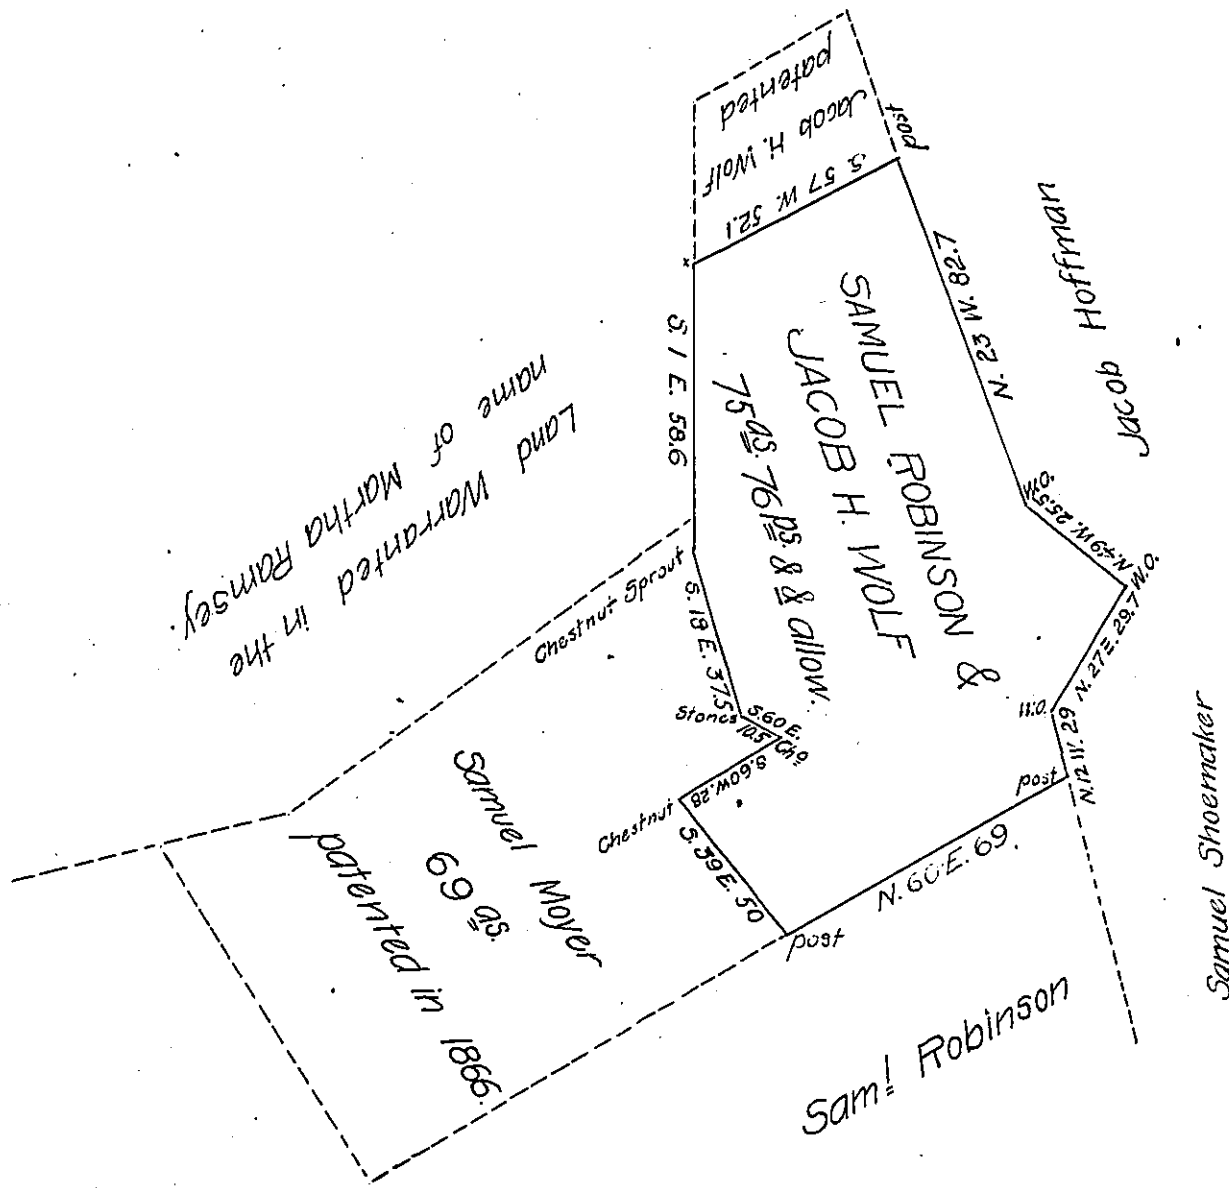 patented
Jacob H. Wolf
post
S. 57 W. 52.1
Jacob Hoffman
N. 23 W. 82.7
SAMUEL ROBINSON &
JACOB H. WOLF
75 as. 76 ps. & & allow.
S. 1 E. 58.6
Land Warranted in the
name of Martha Ramsey.
W.O.
N. 49 W. 25.5
W.O.
N. 27 E. 29.7
N. 12 W. 29
post
Chestnut Sprout
S. 18 E. 37.5
Stones
S. 60 E.
10.5
Chº
S. 60 W. 28
Chestnut
S. 39 E. 50
post
N. 60 E. 69.
Samuel Moyer
69 as.
patented in 1866.
Saml Robinson
Samuel Shoemaker